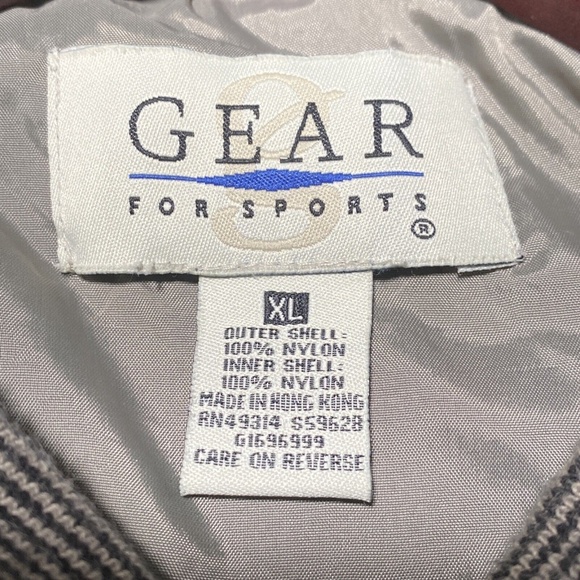 GEAR
FOR SPORTS
®
XL
OUTER SHELL:
100% NYLON
INNER SHELL:
100% NYLON
MADE IN HONG KONG
RN49314 S59628
G1696999
CARE ON REVERSE